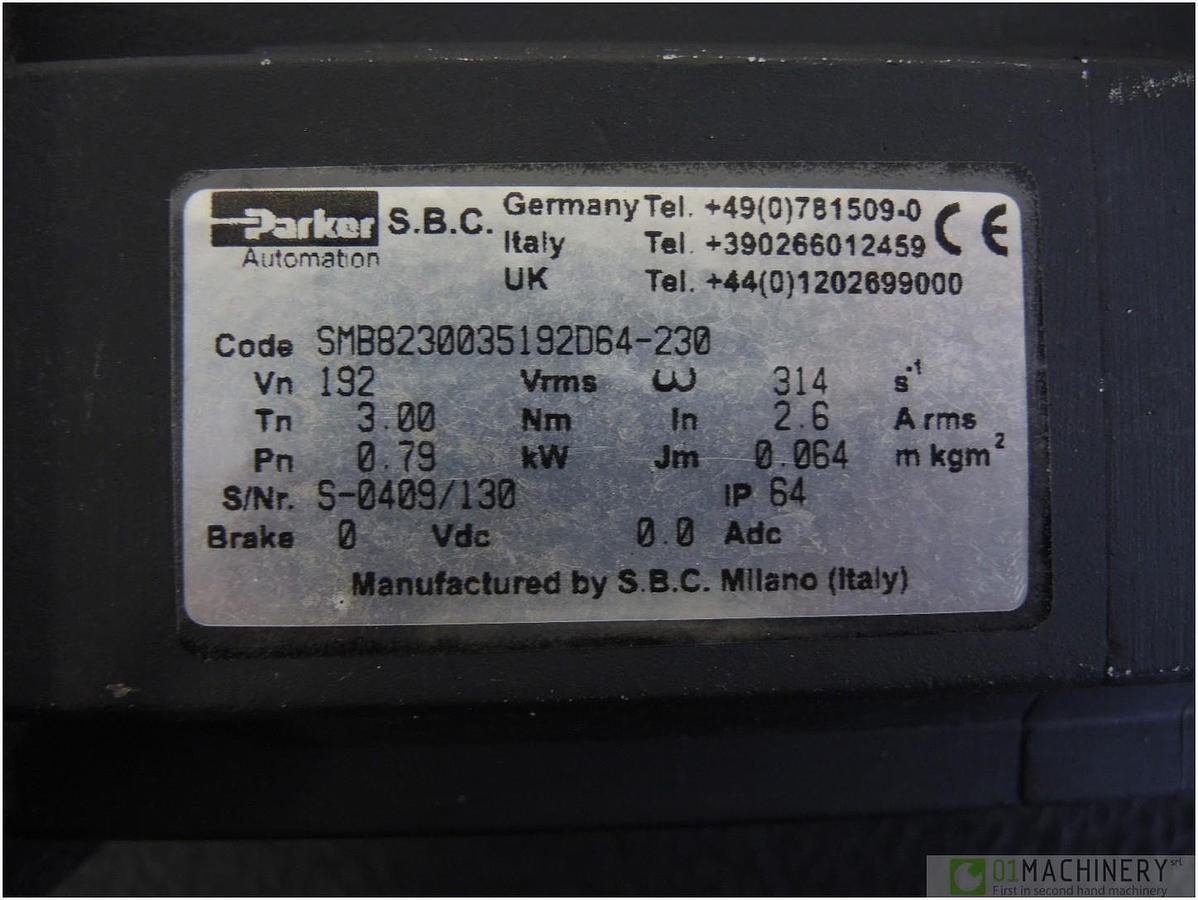 Parker S.B.C. Germany Tel. +49(0)781509-0 CE
Automation Italy Tel. +390266012459
UK Tel. +44(0)1202699000
Code SMB8230035192D64-230
Vn 192 Vrms ω 314 s⁻¹
Tn 3.00 Nm In 2.6 A rms
Pn 0.79 kW Jm 0.064 m kgm²
S/Nr. S-0409/130 IP 64
Brake 0 Vdc 0.0 Adc
Manufactured by S.B.C. Milano (Italy)
01MACHINERY srl
First in second hand machinery